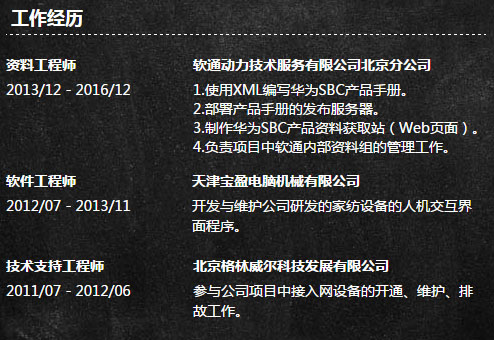 工作经历
资料工程师 软通动力技术服务有限公司北京分公司
2013/12 - 2016/12 1.使用XML编写华为SBC产品手册。
2.部署产品手册的发布服务器。
3.制作华为SBC产品资料获取站（Web页面）。
4.负责项目中软通内部资料组的管理工作。
软件工程师 天津宝盈电脑机械有限公司
2012/07 - 2013/11 开发与维护公司研发的家纺设备的人机交互界
面程序。
技术支持工程师 北京格林威尔科技发展有限公司
2011/07 - 2012/06 参与公司项目中接入网设备的开通、维护、排
故工作。